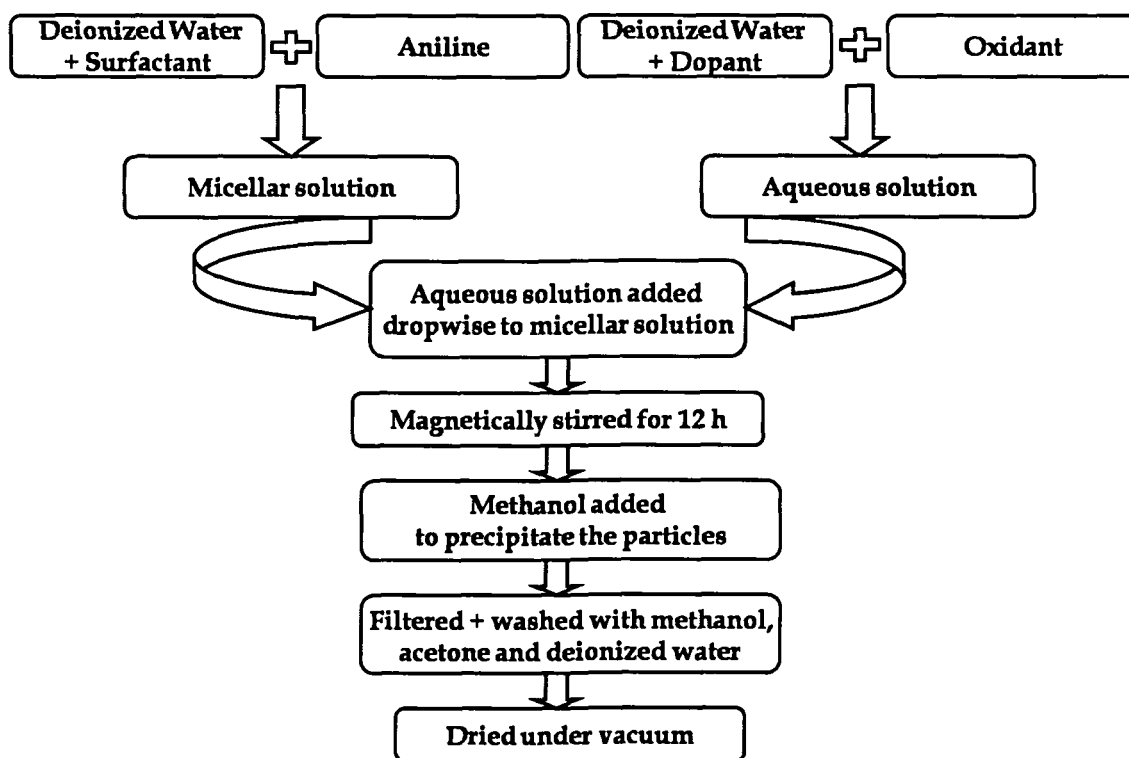 Deionized Water
+ Surfactant
Aniline
Deionized Water
+ Dopant
Oxidant
Micellar solution
Aqueous solution
Aqueous solution added
dropwise to micellar solution
Magnetically stirred for 12 h
Methanol added
to precipitate the particles
Filtered + washed with methanol,
acetone and deionized water
Dried under vacuum